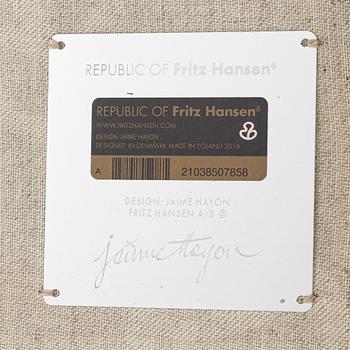 REPUBLIC OF Fritz Hansen®
REPUBLIC OF Fritz Hansen®
WWW.FRITZHANSEN.COM
DESIGN: JAIME HAYON
DESIGNED IN DENMARK MADE IN POLAND 2016
A 21038507858
DESIGN: JAIME HAYON
FRITZ HANSEN A/S ®
jaime Hayon